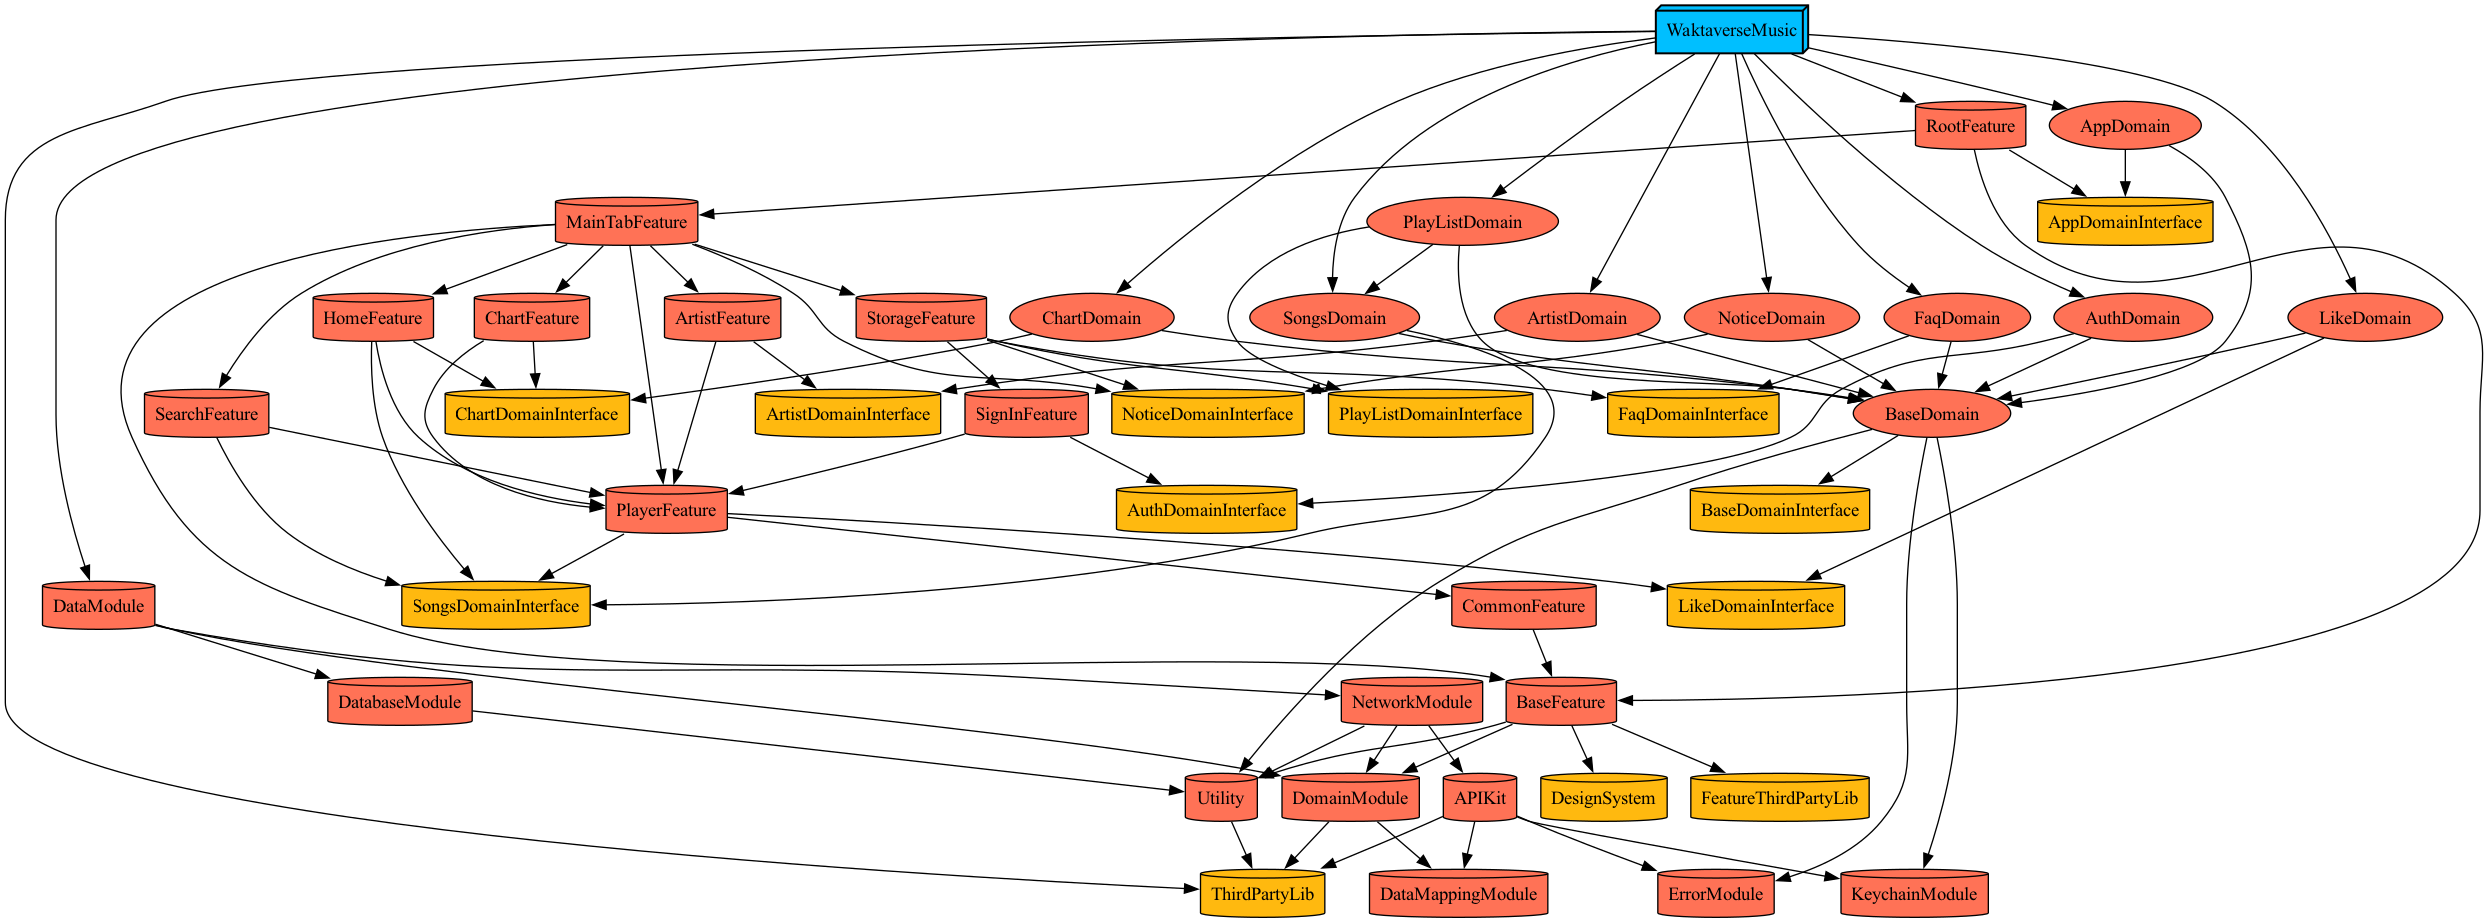 WaktaverseMusic
RootFeature
AppDomain
MainTabFeature
PlayListDomain
AppDomainInterface
HomeFeature
ChartFeature
ArtistFeature
StorageFeature
ChartDomain
SongsDomain
ArtistDomain
NoticeDomain
FaqDomain
AuthDomain
LikeDomain
SearchFeature
ChartDomainInterface
ArtistDomainInterface
SignInFeature
NoticeDomainInterface
PlayListDomainInterface
FaqDomainInterface
BaseDomain
PlayerFeature
AuthDomainInterface
BaseDomainInterface
DataModule
SongsDomainInterface
CommonFeature
LikeDomainInterface
DatabaseModule
NetworkModule
BaseFeature
Utility
DomainModule
APIKit
DesignSystem
FeatureThirdPartyLib
ThirdPartyLib
DataMappingModule
ErrorModule
KeychainModule